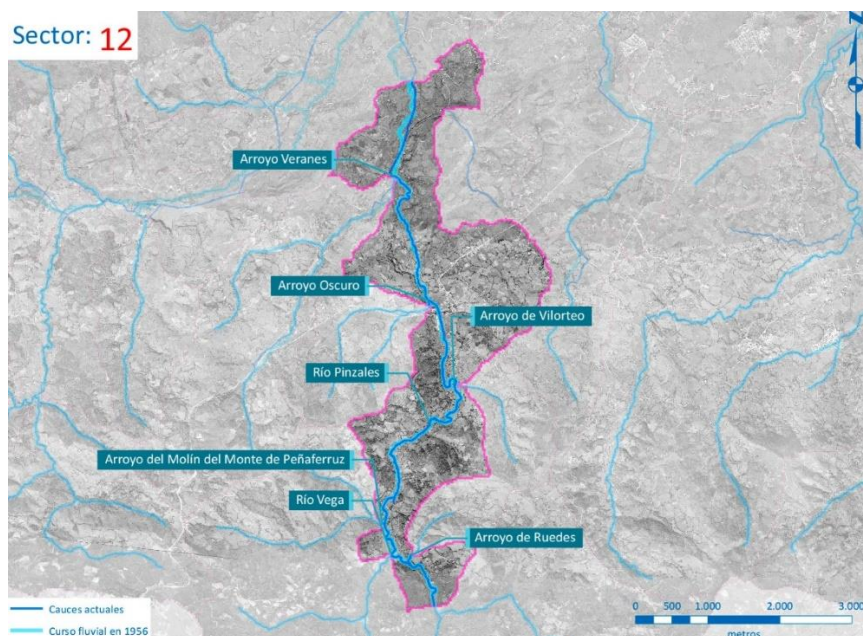 Sector: 12
N
Arroyo Veranes
Arroyo Oscuro
Arroyo de Vilorteo
Río Pinzales
Arroyo del Molín del Monte de Peñaferruz
Río Vega
Arroyo de Ruedes
Cauces actuales
Curso fluvial en 1956
0 500 1.000 2.000 3.000
metros